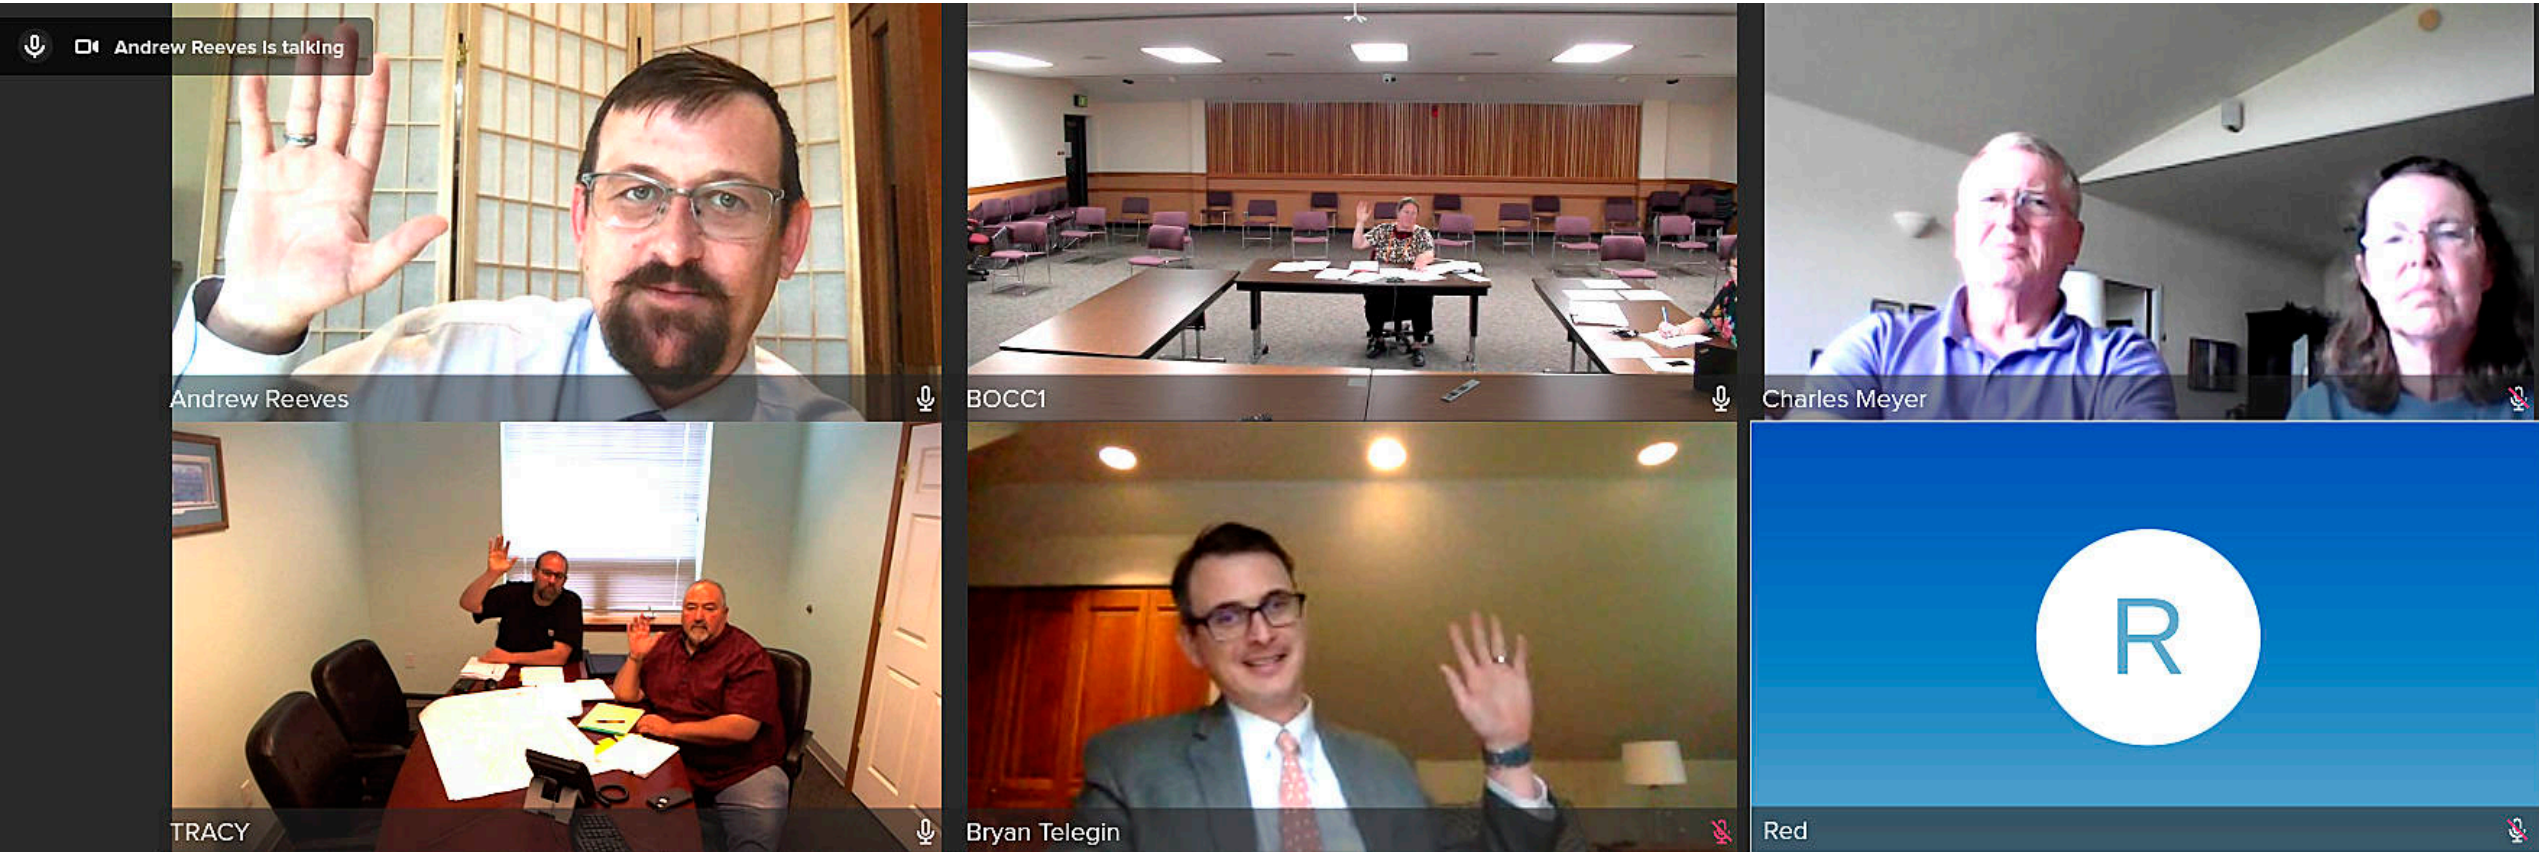 Andrew Reeves is talking
Andrew Reeves
BOCC1
Charles Meyer
TRACY
Bryan Telegin
R
Red